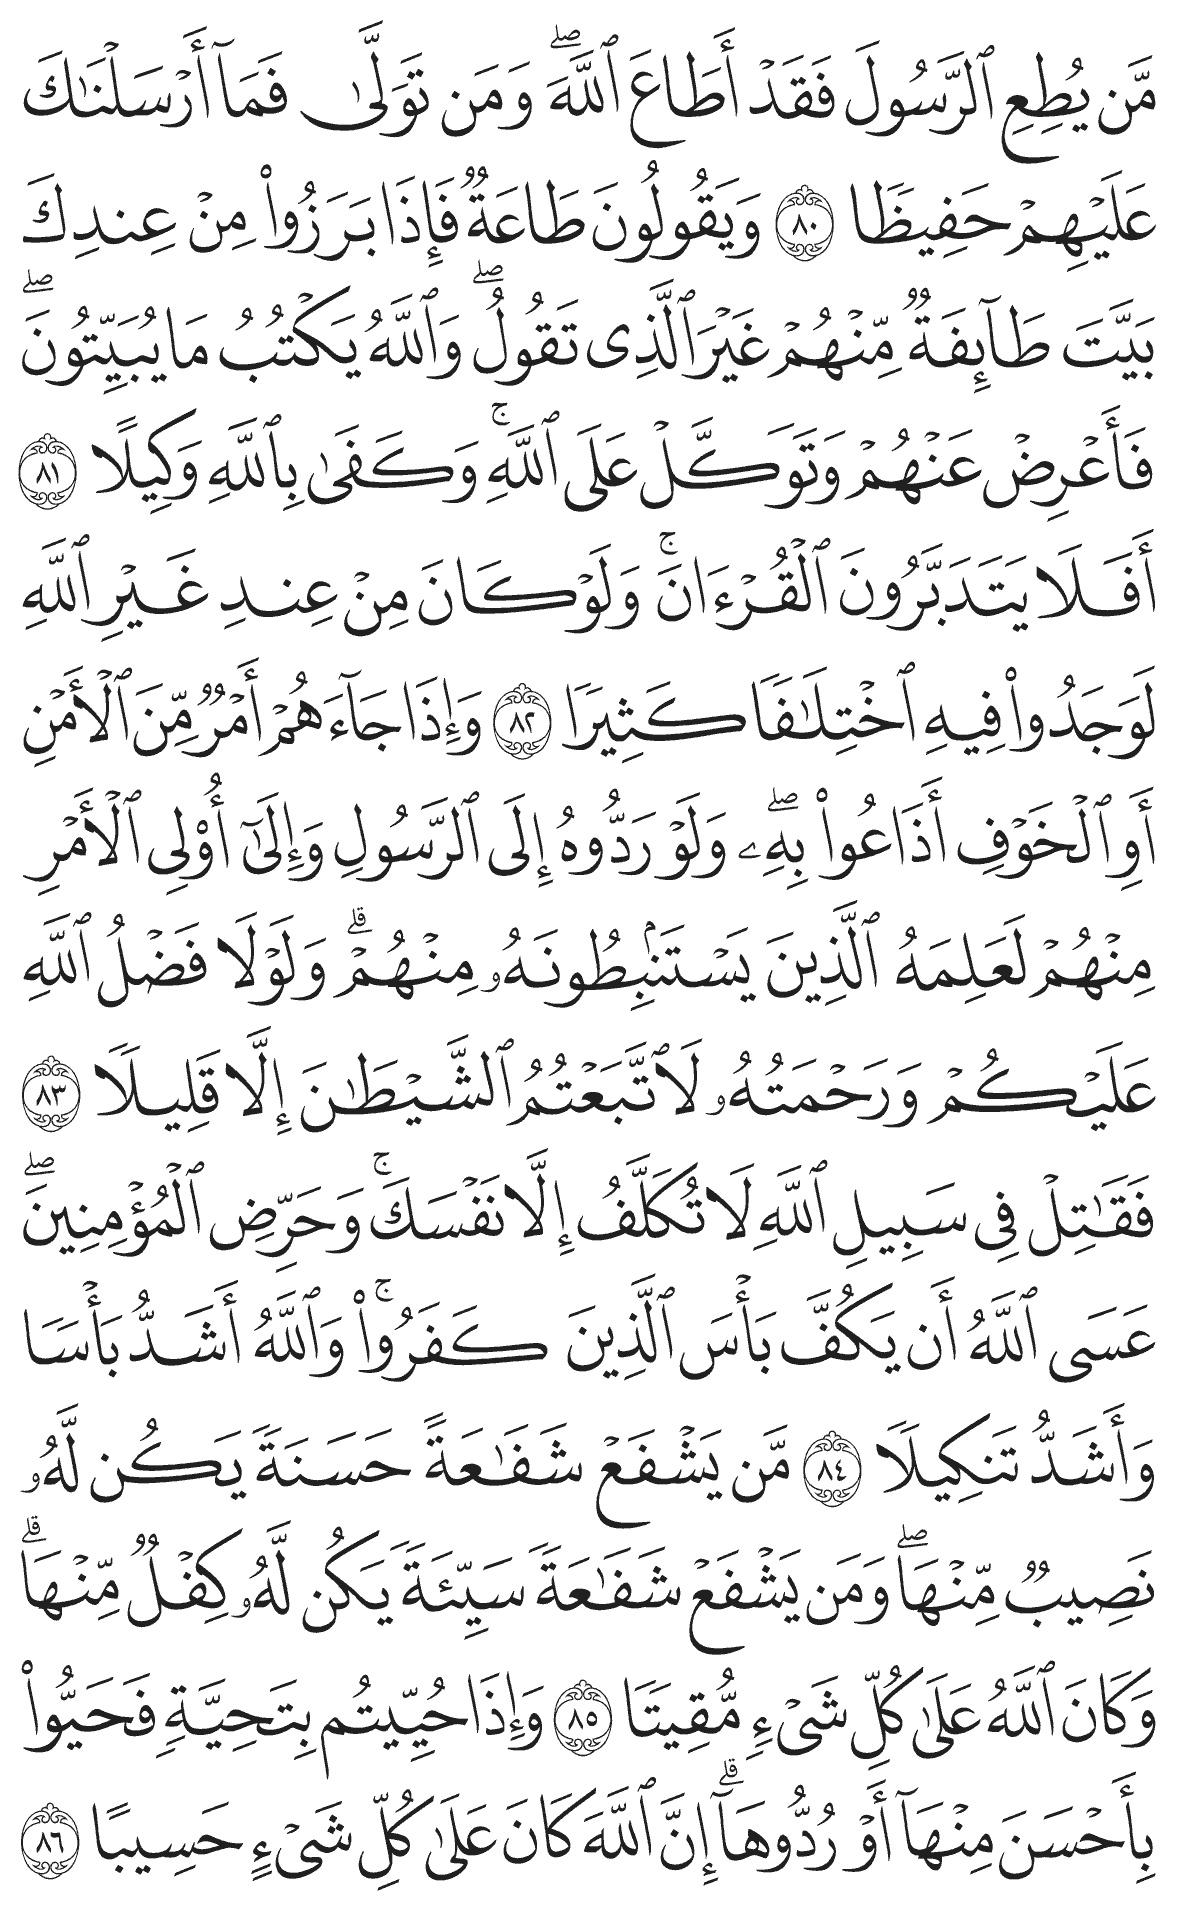 مَّن يُطِعِ ٱلرَّسُولَ فَقَدۡ أَطَاعَ ٱللَّهَۖ وَمَن تَوَلَّىٰ فَمَآ أَرۡسَلۡنَٰكَ
عَلَيۡهِمۡ حَفِيظٗا ٨٠ وَيَقُولُونَ طَاعَةٞ فَإِذَا بَرَزُواْ مِنۡ عِندِكَ
بَيَّتَ طَآئِفَةٞ مِّنۡهُمۡ غَيۡرَ ٱلَّذِي تَقُولُۖ وَٱللَّهُ يَكۡتُبُ مَا يُبَيِّتُونَۖ
فَأَعۡرِضۡ عَنۡهُمۡ وَتَوَكَّلۡ عَلَى ٱللَّهِۚ وَكَفَىٰ بِٱللَّهِ وَكِيلًا ٨١
أَفَلَا يَتَدَبَّرُونَ ٱلۡقُرۡءَانَۚ وَلَوۡ كَانَ مِنۡ عِندِ غَيۡرِ ٱللَّهِ
لَوَجَدُواْ فِيهِ ٱخۡتِلَٰفٗا كَثِيرٗا ٨٢ وَإِذَا جَآءَهُمۡ أَمۡرٞ مِّنَ ٱلۡأَمۡنِ
أَوِ ٱلۡخَوۡفِ أَذَاعُواْ بِهِۦۖ وَلَوۡ رَدُّوهُ إِلَى ٱلرَّسُولِ وَإِلَىٰٓ أُوْلِي ٱلۡأَمۡرِ
مِنۡهُمۡ لَعَلِمَهُ ٱلَّذِينَ يَسۡتَنۢبِطُونَهُۥ مِنۡهُمۡۗ وَلَوۡلَا فَضۡلُ ٱللَّهِ
عَلَيۡكُمۡ وَرَحۡمَتُهُۥ لَٱتَّبَعۡتُمُ ٱلشَّيۡطَٰنَ إِلَّا قَلِيلٗا ٨٣
فَقَٰتِلۡ فِي سَبِيلِ ٱللَّهِ لَا تُكَلَّفُ إِلَّا نَفۡسَكَۚ وَحَرِّضِ ٱلۡمُؤۡمِنِينَۖ
عَسَى ٱللَّهُ أَن يَكُفَّ بَأۡسَ ٱلَّذِينَ كَفَرُواْۚ وَٱللَّهُ أَشَدُّ بَأۡسٗا
وَأَشَدُّ تَنكِيلٗا ٨٤ مَّن يَشۡفَعۡ شَفَٰعَةً حَسَنَةٗ يَكُن لَّهُۥ
نَصِيبٞ مِّنۡهَاۖ وَمَن يَشۡفَعۡ شَفَٰعَةٗ سَيِّئَةٗ يَكُن لَّهُۥ كِفۡلٞ مِّنۡهَاۗ
وَكَانَ ٱللَّهُ عَلَىٰ كُلِّ شَيۡءٖ مُّقِيتٗا ٨٥ وَإِذَا حُيِّيتُم بِتَحِيَّةٖ فَحَيُّواْ
بِأَحۡسَنَ مِنۡهَآ أَوۡ رُدُّوهَآۗ إِنَّ ٱللَّهَ كَانَ عَلَىٰ كُلِّ شَيۡءٍ حَسِيبًا ٨٦